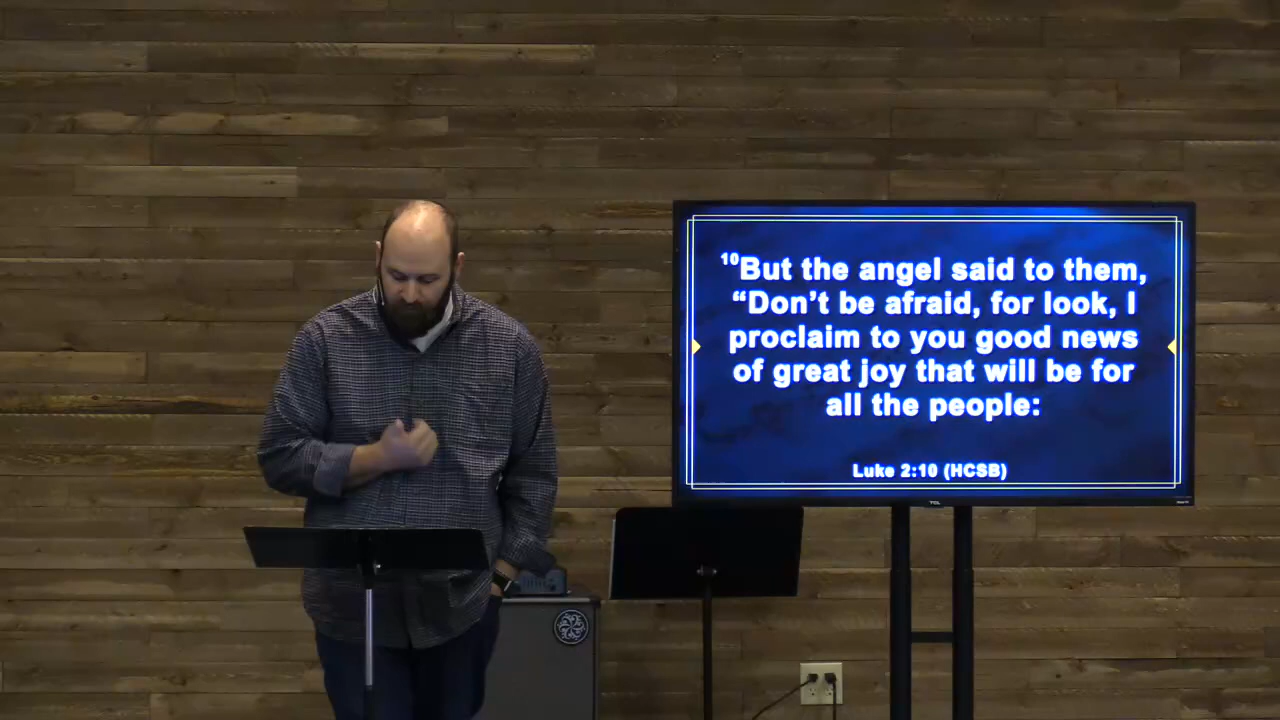 ¹⁰But the angel said to them,
“Don’t be afraid, for look, I
proclaim to you good news
of great joy that will be for
all the people:
Luke 2:10 (HCSB)
TCL